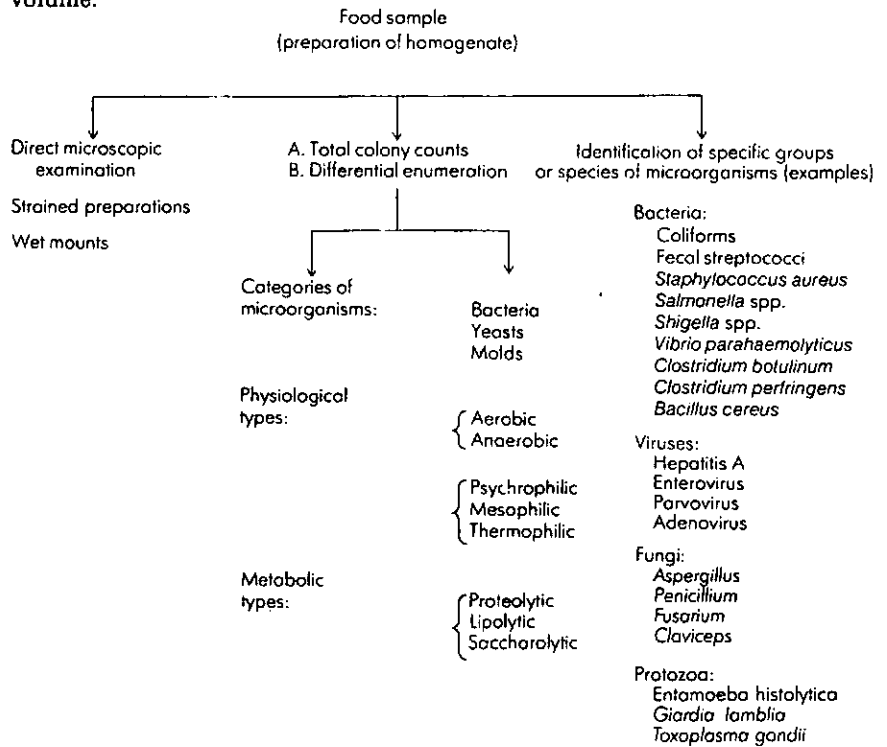 volume.
Food sample
(preparation of homogenate)
Direct microscopic
examination
Strained preparations
Wet mounts
A. Total colony counts
B. Differential enumeration
Categories of
microorganisms:
Bacteria
Yeasts
Molds
Physiological
types:
Aerobic
Anaerobic
Psychrophilic
Mesophilic
Thermophilic
Metabolic
types:
Proteolytic
Lipolytic
Saccharolytic
Identification of specific groups
or species of microorganisms (examples)
Bacteria:
Coliforms
Fecal streptococci
Staphylococcus aureus
Salmonella spp.
Shigella spp.
Vibrio parahaemolyticus
Clostridium botulinum
Clostridium perfringens
Bacillus cereus
Viruses:
Hepatitis A
Enterovirus
Parvovirus
Adenovirus
Fungi:
Aspergillus
Penicillium
Fusarium
Claviceps
Protozoa:
Entamoeba histolytica
Giardia lamblia
Toxoplasma gondii